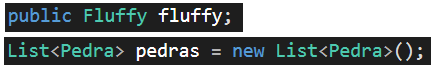 public Fluffy fluffy;
List<Pedra> pedras = new List<Pedra>();